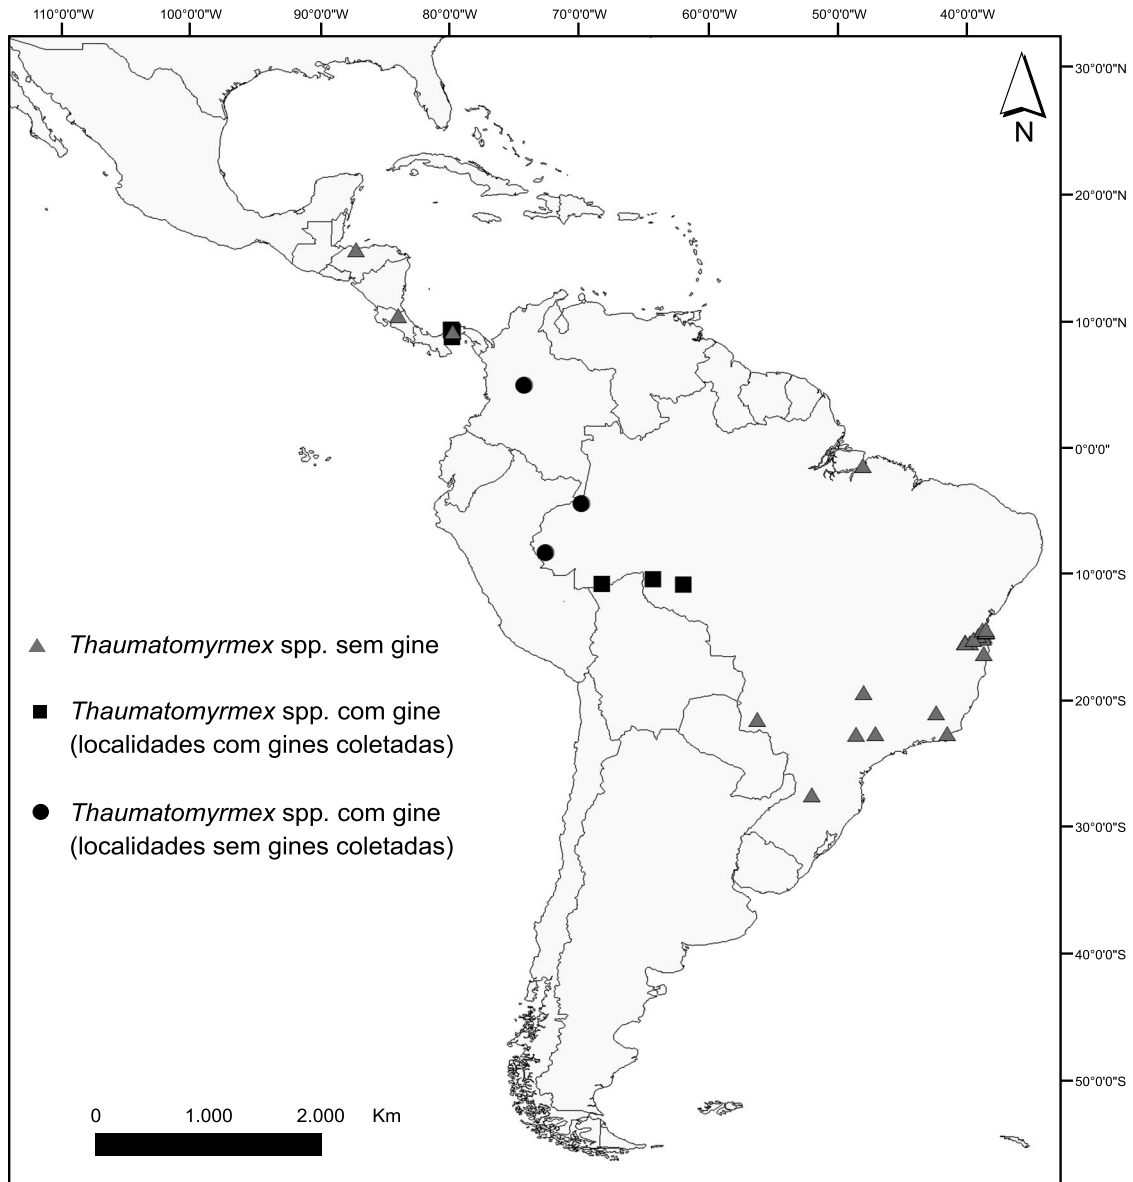 110°0'0"W 100°0'0"W 90°0'0"W 80°0'0"W 70°0'0"W 60°0'0"W 50°0'0"W 40°0'0"W
30°0'0"N
N
20°0'0"N
10°0'0"N
0°0'0"
10°0'0"S
Thaumatomyrmex spp. sem gine
20°0'0"S
Thaumatomyrmex spp. com gine
(localidades com gines coletadas)
Thaumatomyrmex spp. com gine
30°0'0"S
(localidades sem gines coletadas)
40°0'0"S
50°0'0"S
0 1.000 2.000 Km